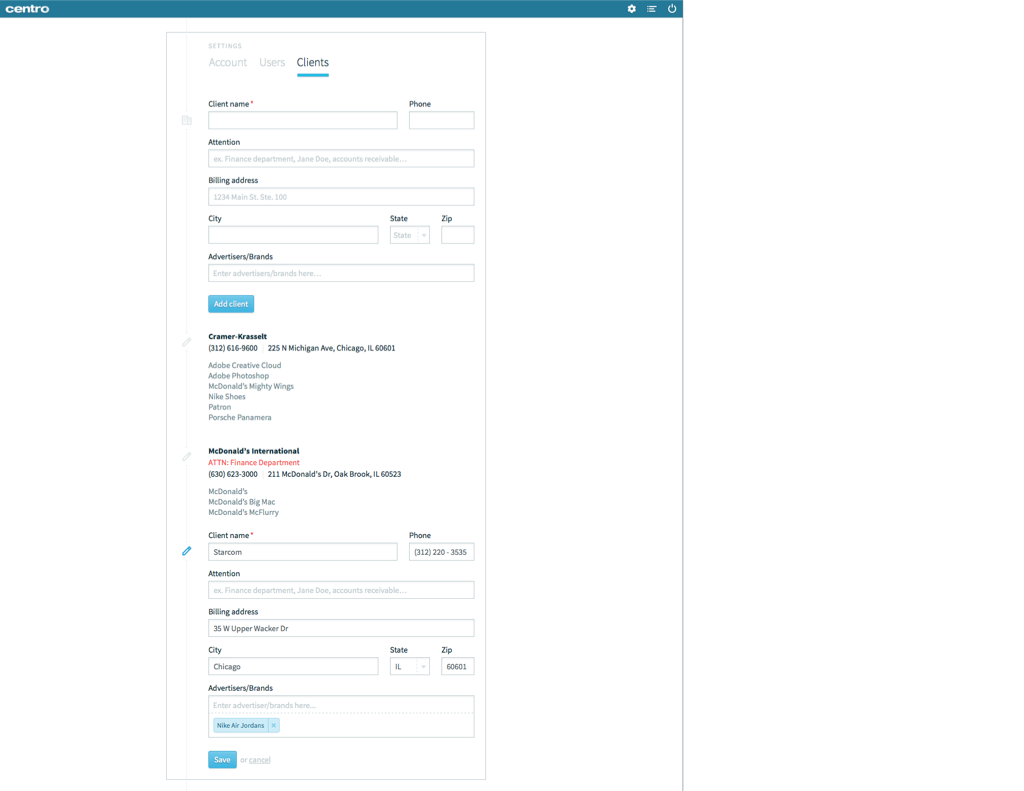 centro
SETTINGS
Account Users Clients
Client name* Phone
Attention
ex. Finance department, Jane Doe, accounts receivable...
Billing address
1234 Main St. Ste. 100
City State Zip
State
Advertisers/Brands
Enter advertisers/brands here...
Add client
Cramer-Krasselt
(312) 616-9600 225 N Michigan Ave, Chicago, IL 60601
Adobe Creative Cloud
Adobe Photoshop
McDonald's Mighty Wings
Nike Shoes
Patron
Porsche Panamera
McDonald's International
ATTN: Finance Department
(630) 623-3000 211 McDonald's Dr, Oak Brook, IL 60523
McDonald's
McDonald's Big Mac
McDonald's McFlurry
Client name* Phone
Starcom (312) 220 - 3535
Attention
ex. Finance department, Jane Doe, accounts receivable...
Billing address
35 W Upper Wacker Dr
City State Zip
Chicago IL 60601
Advertisers/Brands
Enter advertiser/brands here...
Nike Air Jordans ×
Save or cancel